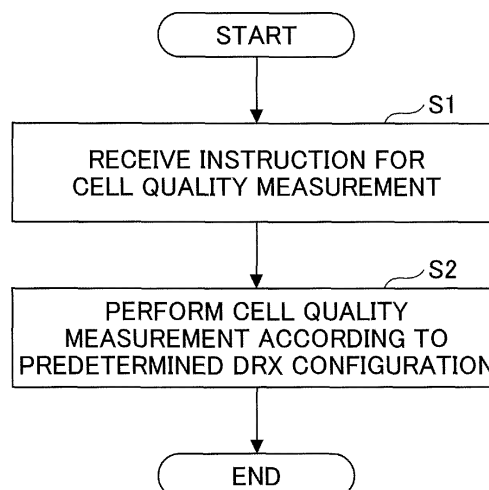 START
S1
RECEIVE INSTRUCTION FOR
CELL QUALITY MEASUREMENT
S2
PERFORM CELL QUALITY
MEASUREMENT ACCORDING TO
PREDETERMINED DRX CONFIGURATION
END